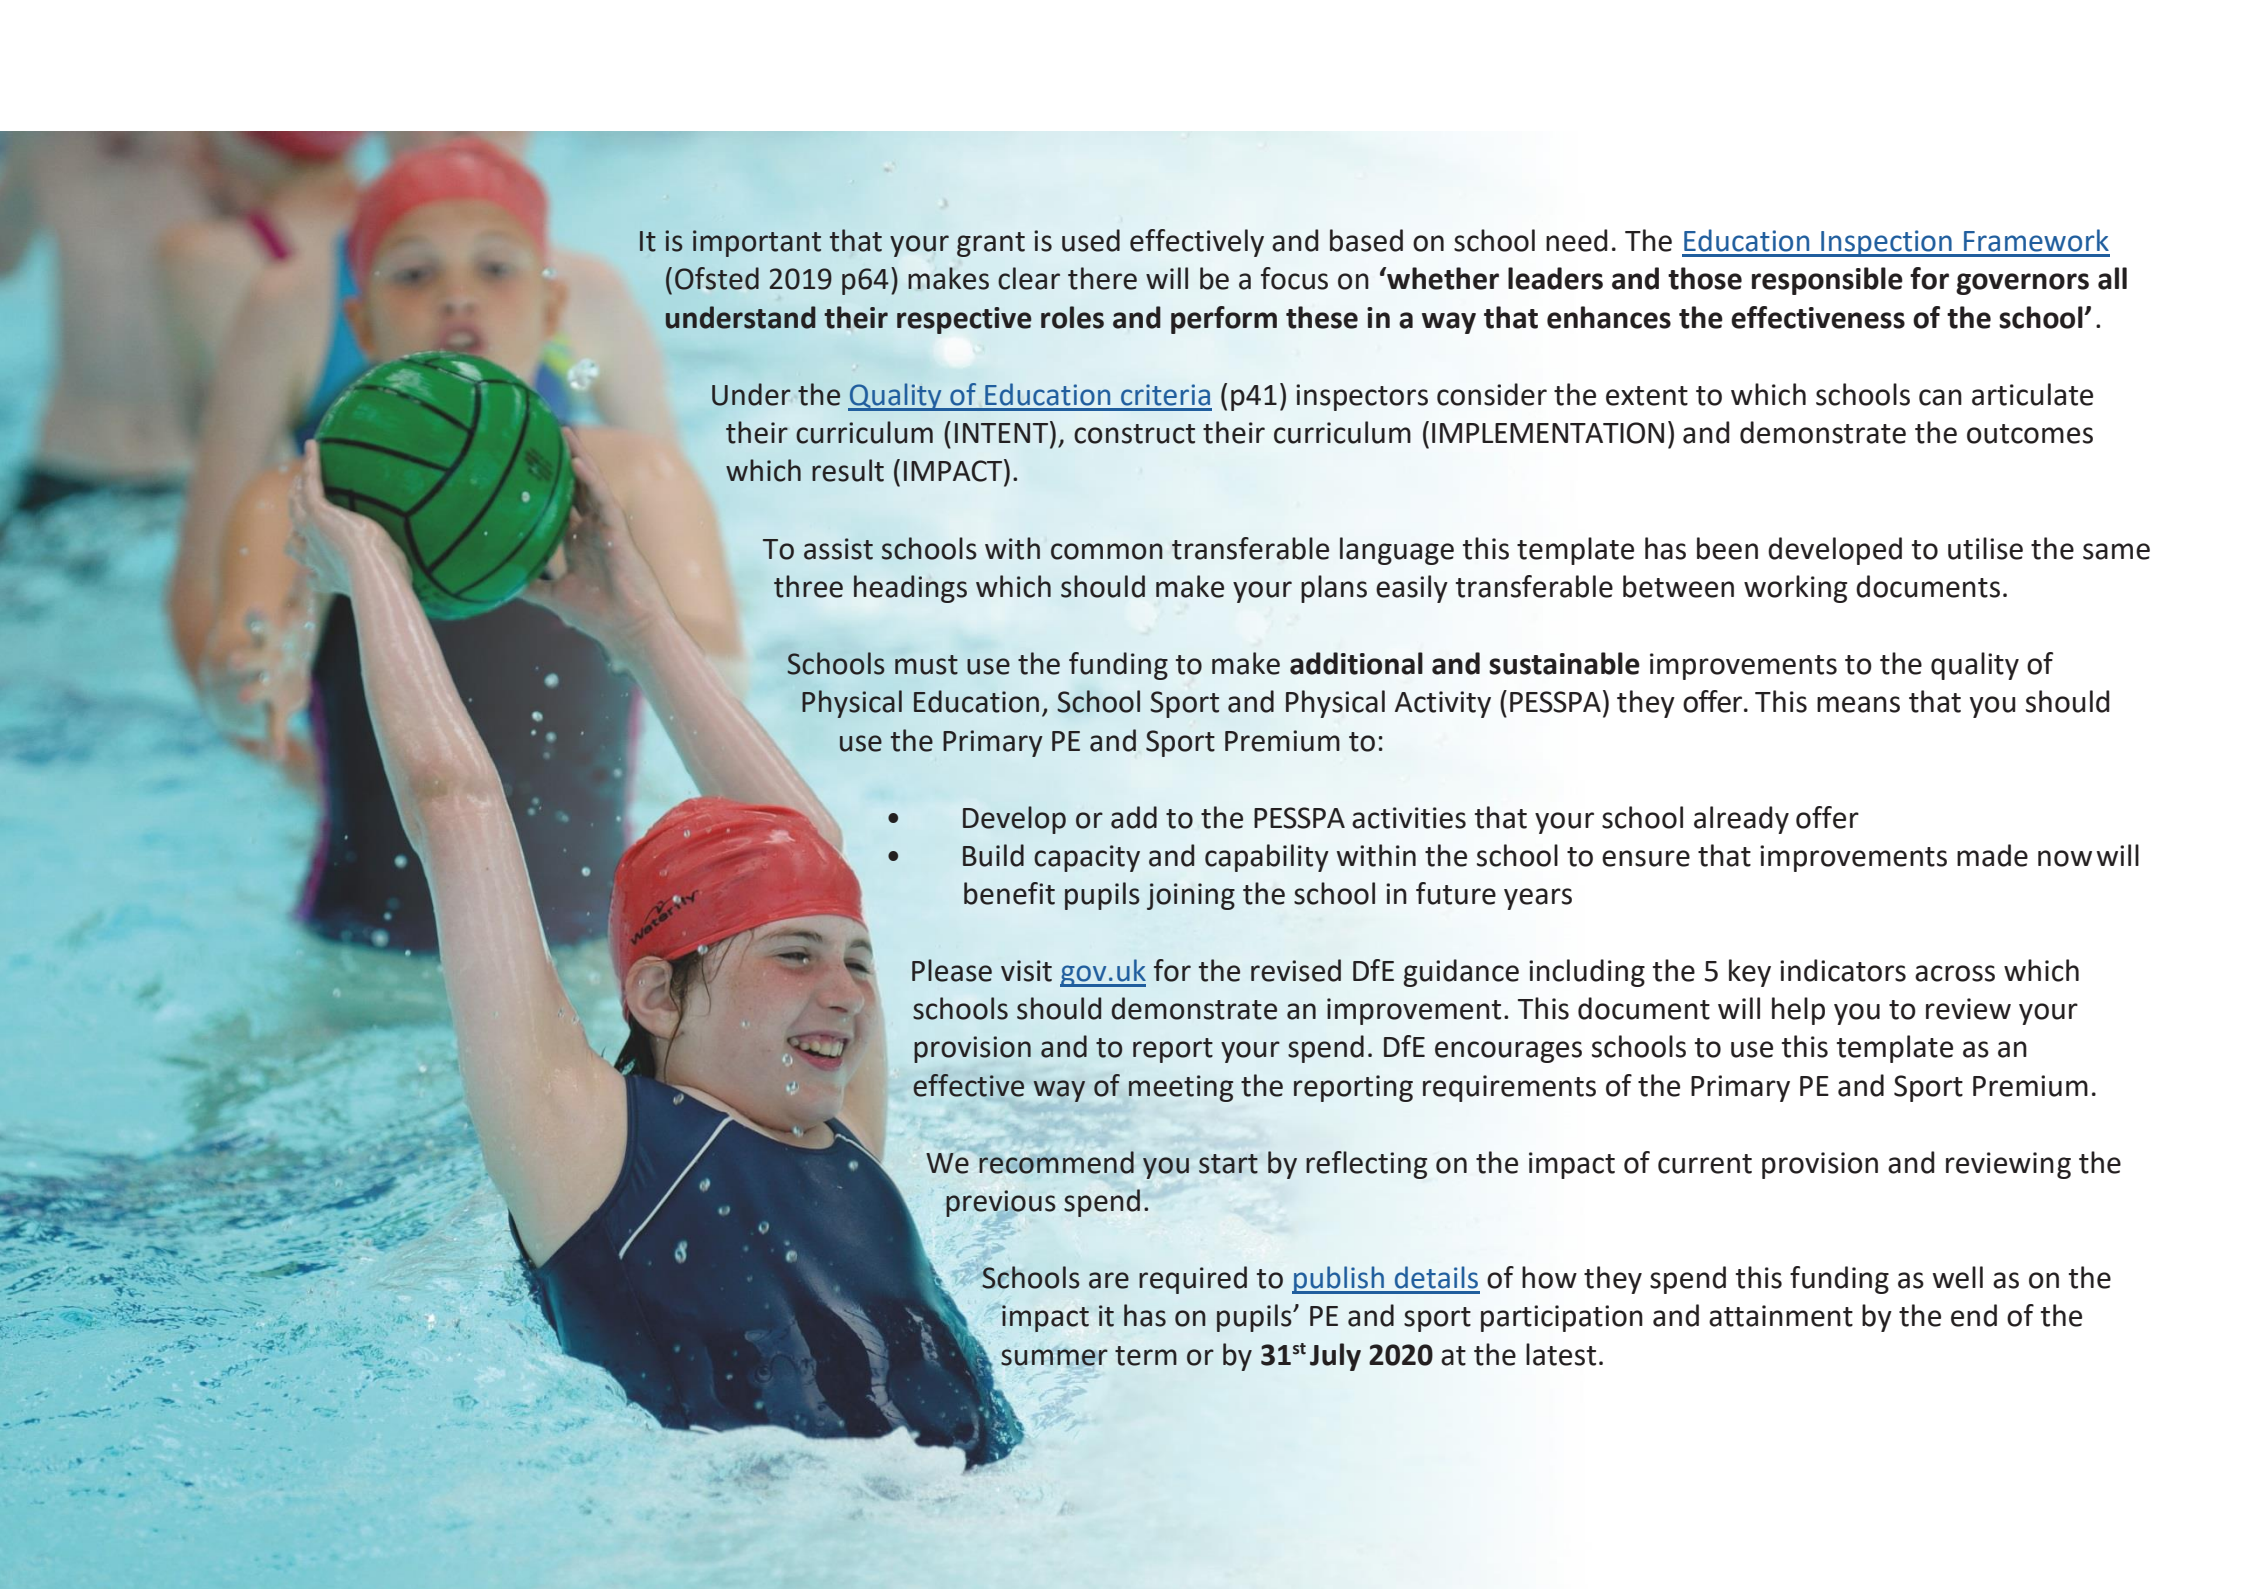 It is important that your grant is used effectively and based on school need. The Education Inspection Framework
(Ofsted 2019 p64) makes clear there will be a focus on ‘whether leaders and those responsible for governors all
understand their respective roles and perform these in a way that enhances the effectiveness of the school’.
Under the Quality of Education criteria (p41) inspectors consider the extent to which schools can articulate
their curriculum (INTENT), construct their curriculum (IMPLEMENTATION) and demonstrate the outcomes
which result (IMPACT).
To assist schools with common transferable language this template has been developed to utilise the same
three headings which should make your plans easily transferable between working documents.
Schools must use the funding to make additional and sustainable improvements to the quality of
Physical Education, School Sport and Physical Activity (PESSPA) they offer. This means that you should
use the Primary PE and Sport Premium to:
• Develop or add to the PESSPA activities that your school already offer
• Build capacity and capability within the school to ensure that improvements made now will
benefit pupils joining the school in future years
Please visit gov.uk for the revised DfE guidance including the 5 key indicators across which
schools should demonstrate an improvement. This document will help you to review your
provision and to report your spend. DfE encourages schools to use this template as an
effective way of meeting the reporting requirements of the Primary PE and Sport Premium.
We recommend you start by reflecting on the impact of current provision and reviewing the
previous spend.
Schools are required to publish details of how they spend this funding as well as on the
impact it has on pupils’ PE and sport participation and attainment by the end of the
summer term or by 31st July 2020 at the latest.